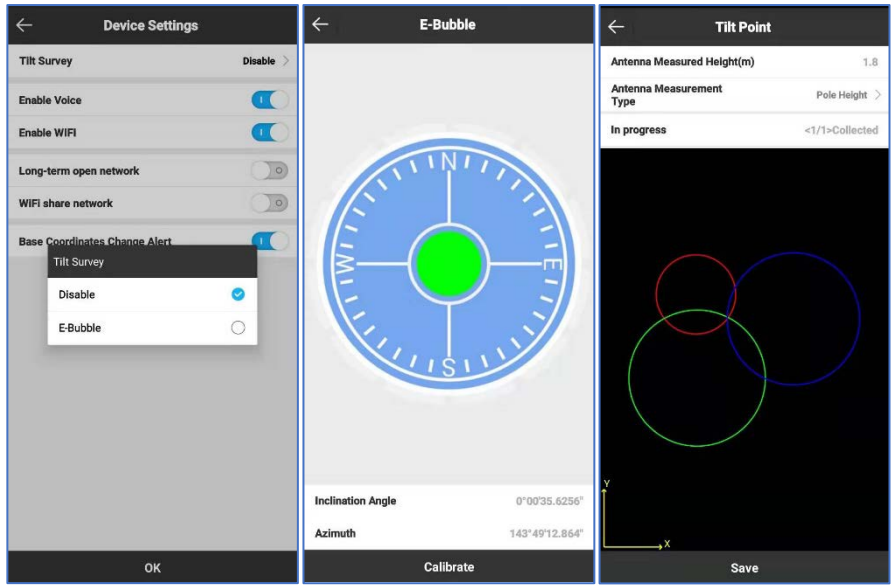 Device Settings
Tilt Survey Disable
Enable Voice
Enable WIFI
Long-term open network
WiFi share network
Base Coordinates Change Alert
Tilt Survey
Disable
E-Bubble
OK
E-Bubble
N
W E
S
Inclination Angle 0°00'35.6256"
Azimuth 143°49'12.864"
Calibrate
Tilt Point
Antenna Measured Height(m) 1.8
Antenna Measurement
Type Pole Height
In progress <1/1>Collected
Y
X
Save